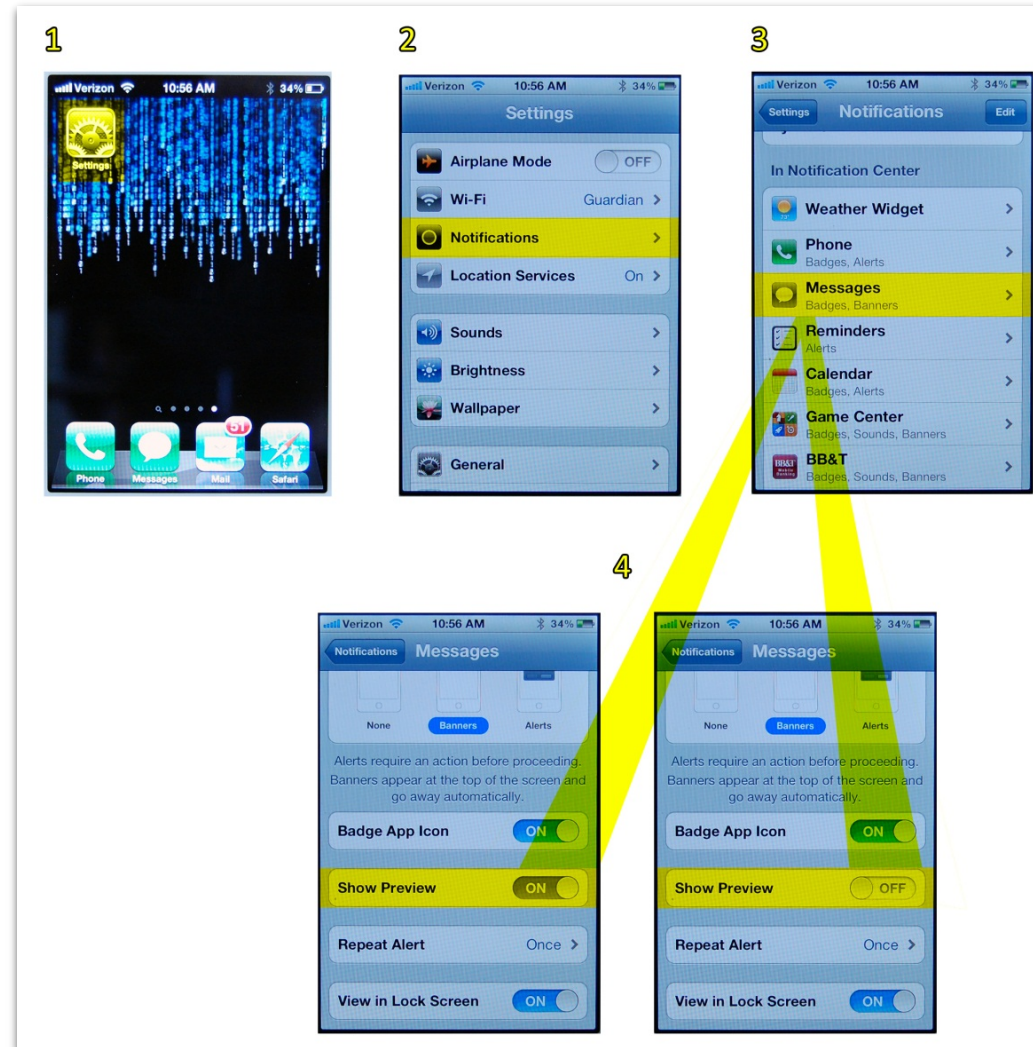 1
Verizon 10:56 AM 34%
Settings
51
Phone Messages Mail Safari
2
Verizon 10:56 AM 34%
Settings
Airplane Mode OFF
Wi-Fi Guardian
Notifications
Location Services On
Sounds
Brightness
Wallpaper
General
3
Verizon 10:56 AM 34%
Settings Notifications Edit
In Notification Center
Weather Widget
Phone
Badges, Alerts
Messages
Badges, Banners
Reminders
Alerts
Calendar
Badges, Alerts
Game Center
Badges, Sounds, Banners
BB&T
BB&T
Badges, Sounds, Banners
4
Verizon 10:56 AM 34%
Notifications Messages
None Banners Alerts
Alerts require an action before proceeding.
Banners appear at the top of the screen and
go away automatically.
Badge App Icon ON
Show Preview ON
Repeat Alert Once
View in Lock Screen ON
Verizon 10:56 AM 34%
Notifications Messages
None Banners Alerts
Alerts require an action before proceeding.
Banners appear at the top of the screen and
go away automatically.
Badge App Icon ON
Show Preview OFF
Repeat Alert Once
View in Lock Screen ON